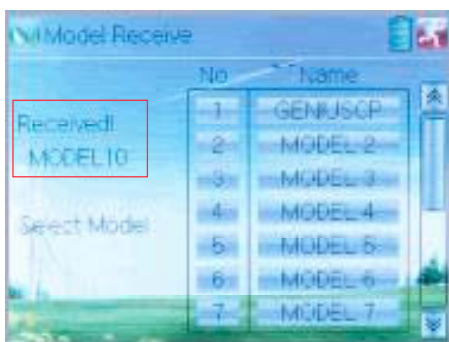 Model Receive
No Name
Received!
MODEL10
Select Model
1 GENIUSCP
2 MODEL 2
3 MODEL 3
4 MODEL 4
5 MODEL 5
6 MODEL 6
7 MODEL 7